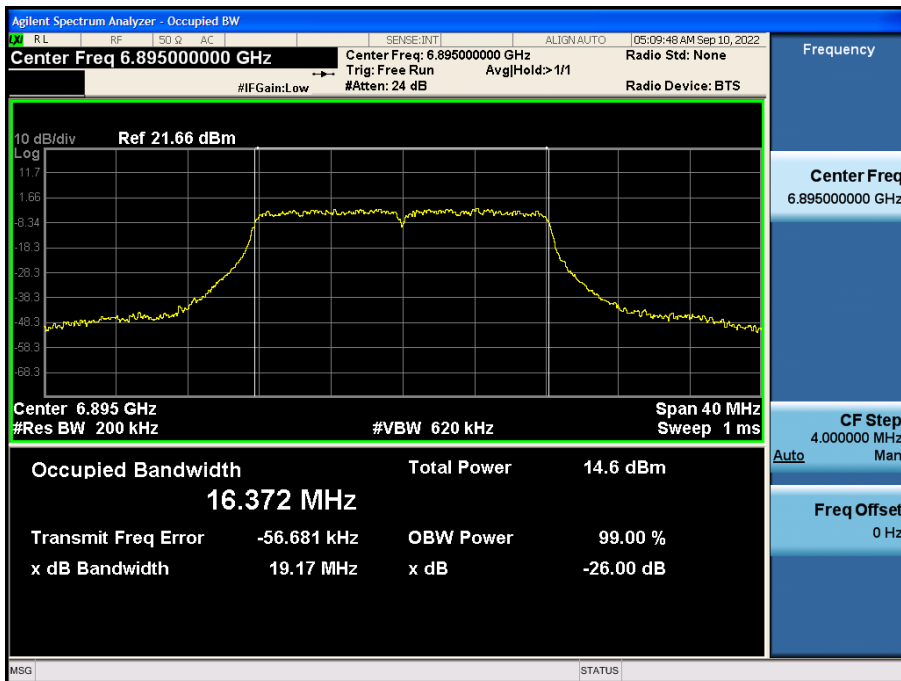 Agilent Spectrum Analyzer - Occupied BW
LXI RL RF 50 Ω AC SENSE:INT ALIGN AUTO 05:09:48 AM Sep 10, 2022
Center Freq 6.895000000 GHz
Center Freq: 6.895000000 GHz
Radio Std: None
Trig: Free Run Avg|Hold:> 1/1
#IFGain:Low
#Atten: 24 dB
Radio Device: BTS
10 dB/div Ref 21.66 dBm
Log
11.7
1.66
-8.34
-18.3
-28.3
-38.3
-48.3
-58.3
-68.3
Center 6.895 GHz
Span 40 MHz
#Res BW 200 kHz
#VBW 620 kHz
Sweep 1 ms
Occupied Bandwidth
16.372 MHz
Total Power 14.6 dBm
Transmit Freq Error -56.681 kHz
OBW Power 99.00 %
x dB Bandwidth 19.17 MHz
x dB -26.00 dB
Frequency
Center Freq
6.895000000 GHz
CF Step
4.000000 MHz
Auto Man
Freq Offset
0 Hz
MSG
STATUS